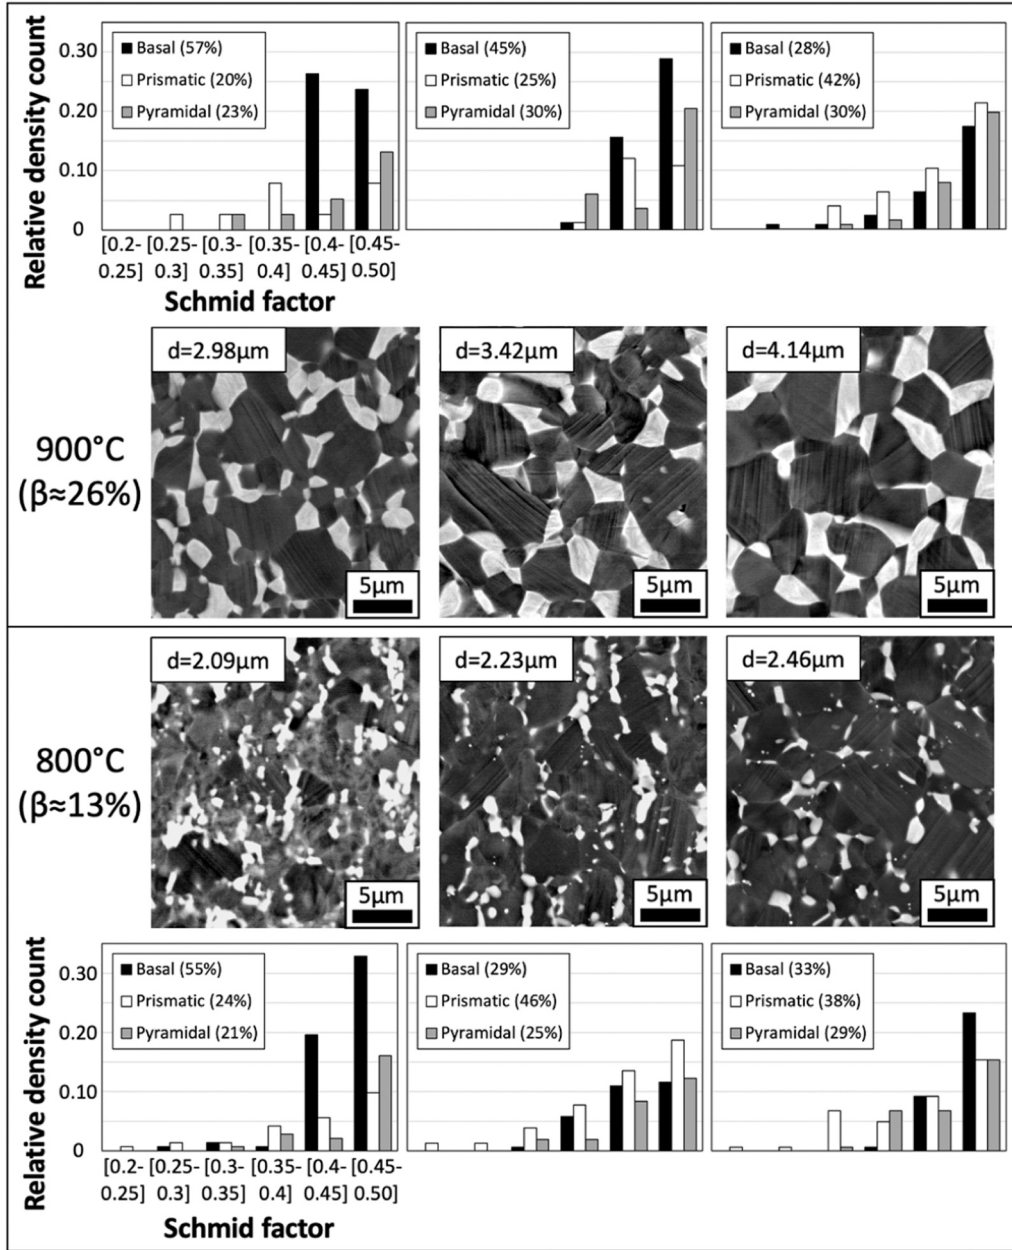 Relative density count
0.30
0.20
0.10
0
Basal (57%)
Prismatic (20%)
Pyramidal (23%)
Basal (45%)
Prismatic (25%)
Pyramidal (30%)
Basal (28%)
Prismatic (42%)
Pyramidal (30%)
[0.2- [0.25- [0.3- [0.35- [0.4- [0.45-
0.25] 0.3] 0.35] 0.4] 0.45] 0.50]
Schmid factor
900°C
(β≈26%)
d=2.98µm
5µm
d=3.42µm
5µm
d=4.14µm
5µm
800°C
(β≈13%)
d=2.09µm
5µm
d=2.23µm
5µm
d=2.46µm
5µm
Relative density count
0.30
0.20
0.10
0
Basal (55%)
Prismatic (24%)
Pyramidal (21%)
Basal (29%)
Prismatic (46%)
Pyramidal (25%)
Basal (33%)
Prismatic (38%)
Pyramidal (29%)
[0.2- [0.25- [0.3- [0.35- [0.4- [0.45-
0.25] 0.3] 0.35] 0.4] 0.45] 0.50]
Schmid factor